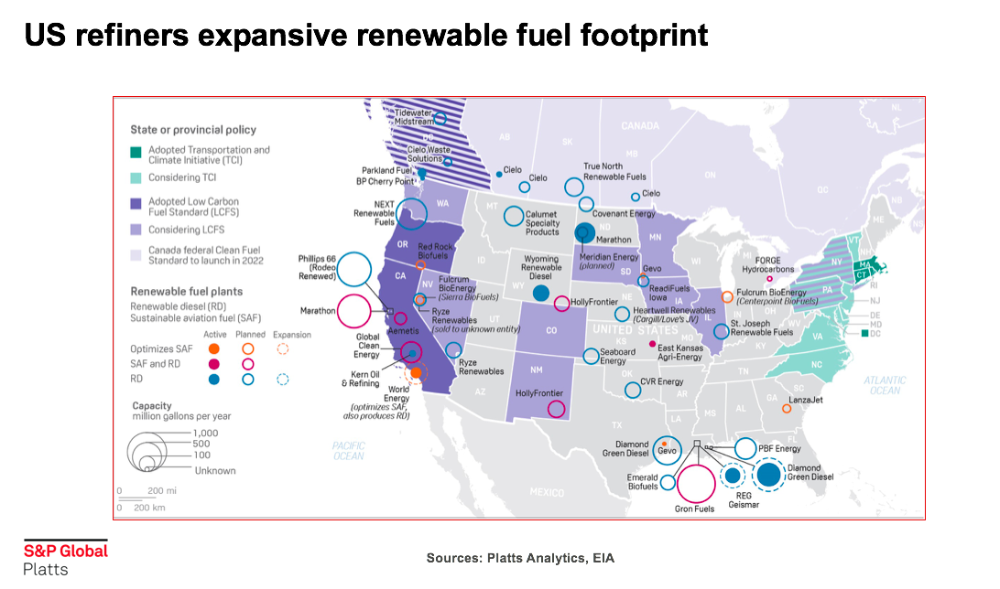 US refiners expansive renewable fuel footprint
State or provincial policy
Adopted Transportation and
Climate Initiative (TCI)
Considering TCI
Adopted Low Carbon
Fuel Standard (LCFS)
Considering LCFS
Canada federal Clean Fuel
Standard to launch in 2022
Renewable fuel plants
Renewable diesel (RD)
Sustainable aviation fuel (SAF)
Active Planned Expansion
Optimizes SAF
SAF and RD
RD
Capacity
million gallons per year
1,000
500
100
Unknown
0 200 mi
0 200 km
Tidewater
Midstream
BC
Cielo Waste
Solutions
Parkland Fuel
BP Cherry Point
AB
SK
MB
CANADA
ON
QC
NL
NB
NS
Cielo
Cielo
True North
Renewable Fuels
Cielo
Covenant Energy
NEXT
Renewable
Fuels
WA
MT
Calumet
Specialty
Products
ND
Marathon
Meridian Energy
(planned)
MN
ME
VT
NH
NY
MA
CT
RI
PA
NJ
DE
MD
DC
OR
Red Rock
Biofuels
ID
Wyoming
Renewable
Diesel
WY
SD
Gevo
WI
MI
FORGE
Hydrocarbons
Phillips 66
(Rodeo
Renewed)
CA
NV
Fulcrum
BioEnergy
(Sierra BioFuels)
HollyFrontier
NE
ReadiFuels
Iowa
IA
Fulcrum BioEnergy
(Centerpoint BioFuels)
Marathon
Ryze
Renewables
(sold to unknown entity)
UT
Heartwell Renewables
(Cargill/Love's JV)
IL
IN
OH
WV
St. Joseph
Renewable Fuels
Aemetis
Global
Clean
Energy
CO
UNITED STATES
KS
MO
KY
VA
Seaboard
Energy
East Kansas
Agri-Energy
Kern Oil
& Refining
Ryze
Renewables
NM
OK
CVR Energy
TN
NC
World
Energy
(optimizes SAF,
also produces RD)
AZ
HollyFrontier
AR
SC
LanzaJet
ATLANTIC
OCEAN
TX
LA
MS
AL
GA
FL
PACIFIC
OCEAN
Diamond
Green Diesel
Gevo
PBF Energy
Emerald
Biofuels
Diamond
Green Diesel
MEXICO
Gron Fuels
REG
Geismar
S&P Global
Platts
Sources: Platts Analytics, EIA